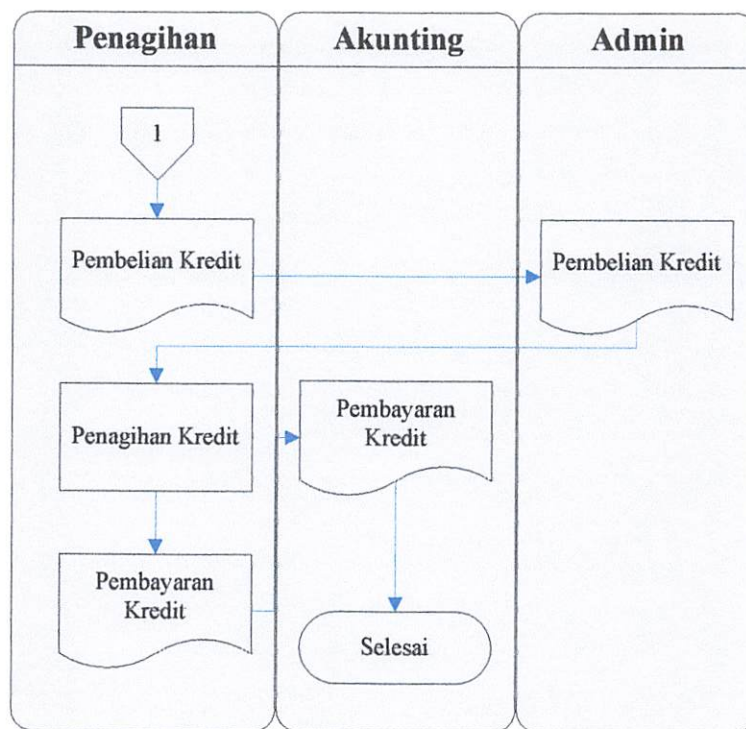 Penagihan
Akunting
Admin
1
Pembelian Kredit
Pembelian Kredit
Penagihan Kredit
Pembayaran
Kredit
Pembayaran
Kredit
Selesai